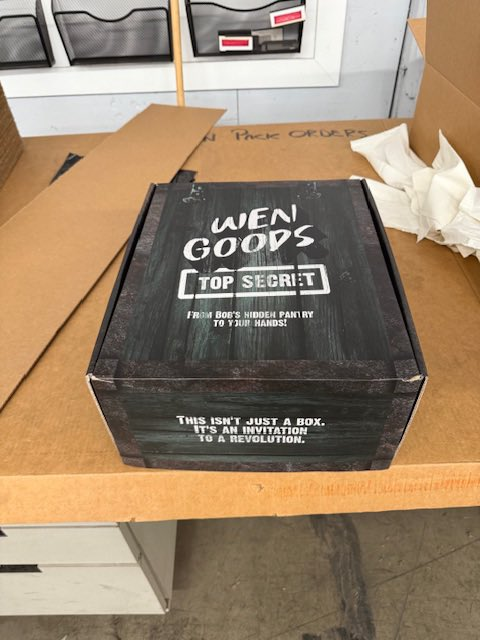 PACK ORDERS
WEN
GOODS
TOP SECRET
FROM BOB'S HIDDEN PANTRY
TO YOUR HANDS!
THIS ISN'T JUST A BOX.
IT'S AN INVITATION
TO A REVOLUTION.